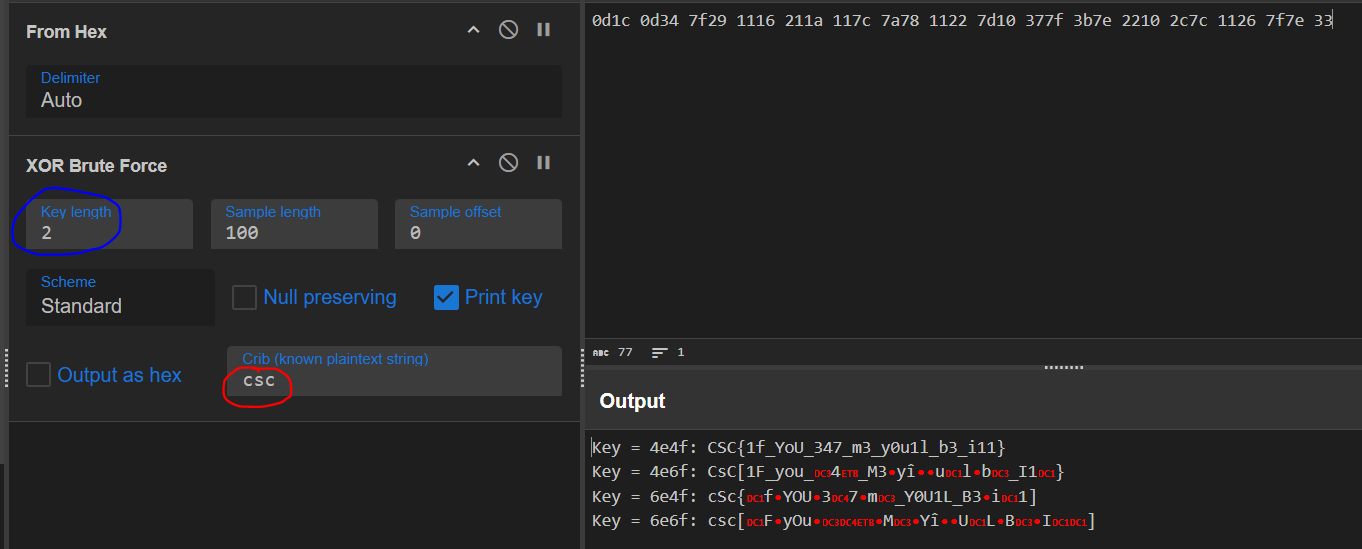 From Hex
Delimiter
Auto
XOR Brute Force
Key length
2
Sample length
100
Sample offset
0
Scheme
Standard
Null preserving
Print key
Output as hex
Crib (known plaintext string)
csc
0d1c 0d34 7f29 1116 211a 117c 7a78 1122 7d10 377f 3b7e 2210 2c7c 1126 7f7e 33
ABC 77 1
Output
Key = 4e4f: CSC{1f_YoU_347_m3_y0u1l_b3_i11}
Key = 4e6f: CsC[1F_you_DC34ETB_M3•yî••uDC1l•bDC3_I1DC1}
Key = 6e4f: cSc{DC1f•YOU•3DC47•mDC3_Y0U1L_B3•iDC11]
Key = 6e6f: csc[DC1F•yOu•DC3DC4ETB•MDC3•Yî••UDC1L•BDC3•IDC1DC1]